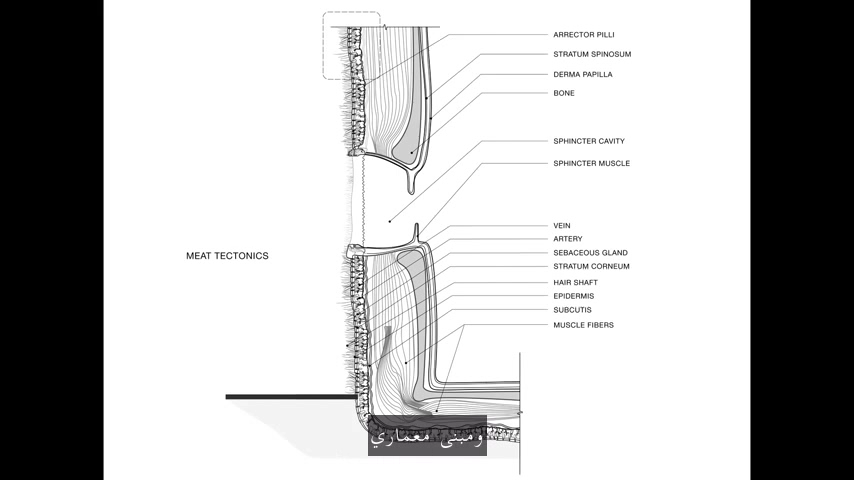 ARRECTOR PILLI
STRATUM SPINOSUM
DERMA PAPILLA
BONE
SPHINCTER CAVITY
SPHINCTER MUSCLE
VEIN
ARTERY
MEAT TECTONICS
SEBACEOUS GLAND
STRATUM CORNEUM
HAIR SHAFT
EPIDERMIS
SUBCUTIS
MUSCLE FIBERS
ومبنى معماري